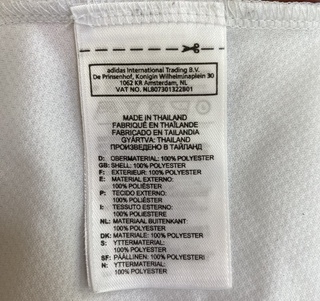 adidas International Trading B.V.
De Prinsenhof, Konigin Wilhelminaplein 30
1062 KR Amsterdam, NL
VAT NO. NL807301322B01
MADE IN THAILAND
FABRIQUÉ EN THAÏLANDE
FABRICADO EN TAILANDIA
GYÁRTVA: THAILAND
ПРОИЗВЕДЕНО В ТАЙЛАНД
D: OBERMATERIAL: 100% POLYESTER
GB: SHELL: 100% POLYESTER
F: EXTERIEUR: 100% POLYESTER
E: MATERIAL EXTERNO:
100% POLIÉSTER
P: TECIDO EXTERNO:
100% POLIÉSTER
I: TESSUTO ESTERNO:
100% POLIESTERE
NL: MATERIAAL BUITENKANT:
100% POLYESTER
DK: MATERIALE: 100% POLYESTER
S: YTTERMATERIAL:
100% POLYESTER
SF: PÄÄLLINEN: 100% POLYESTERI
N: YTTERMATERIAL:
100% POLYESTER